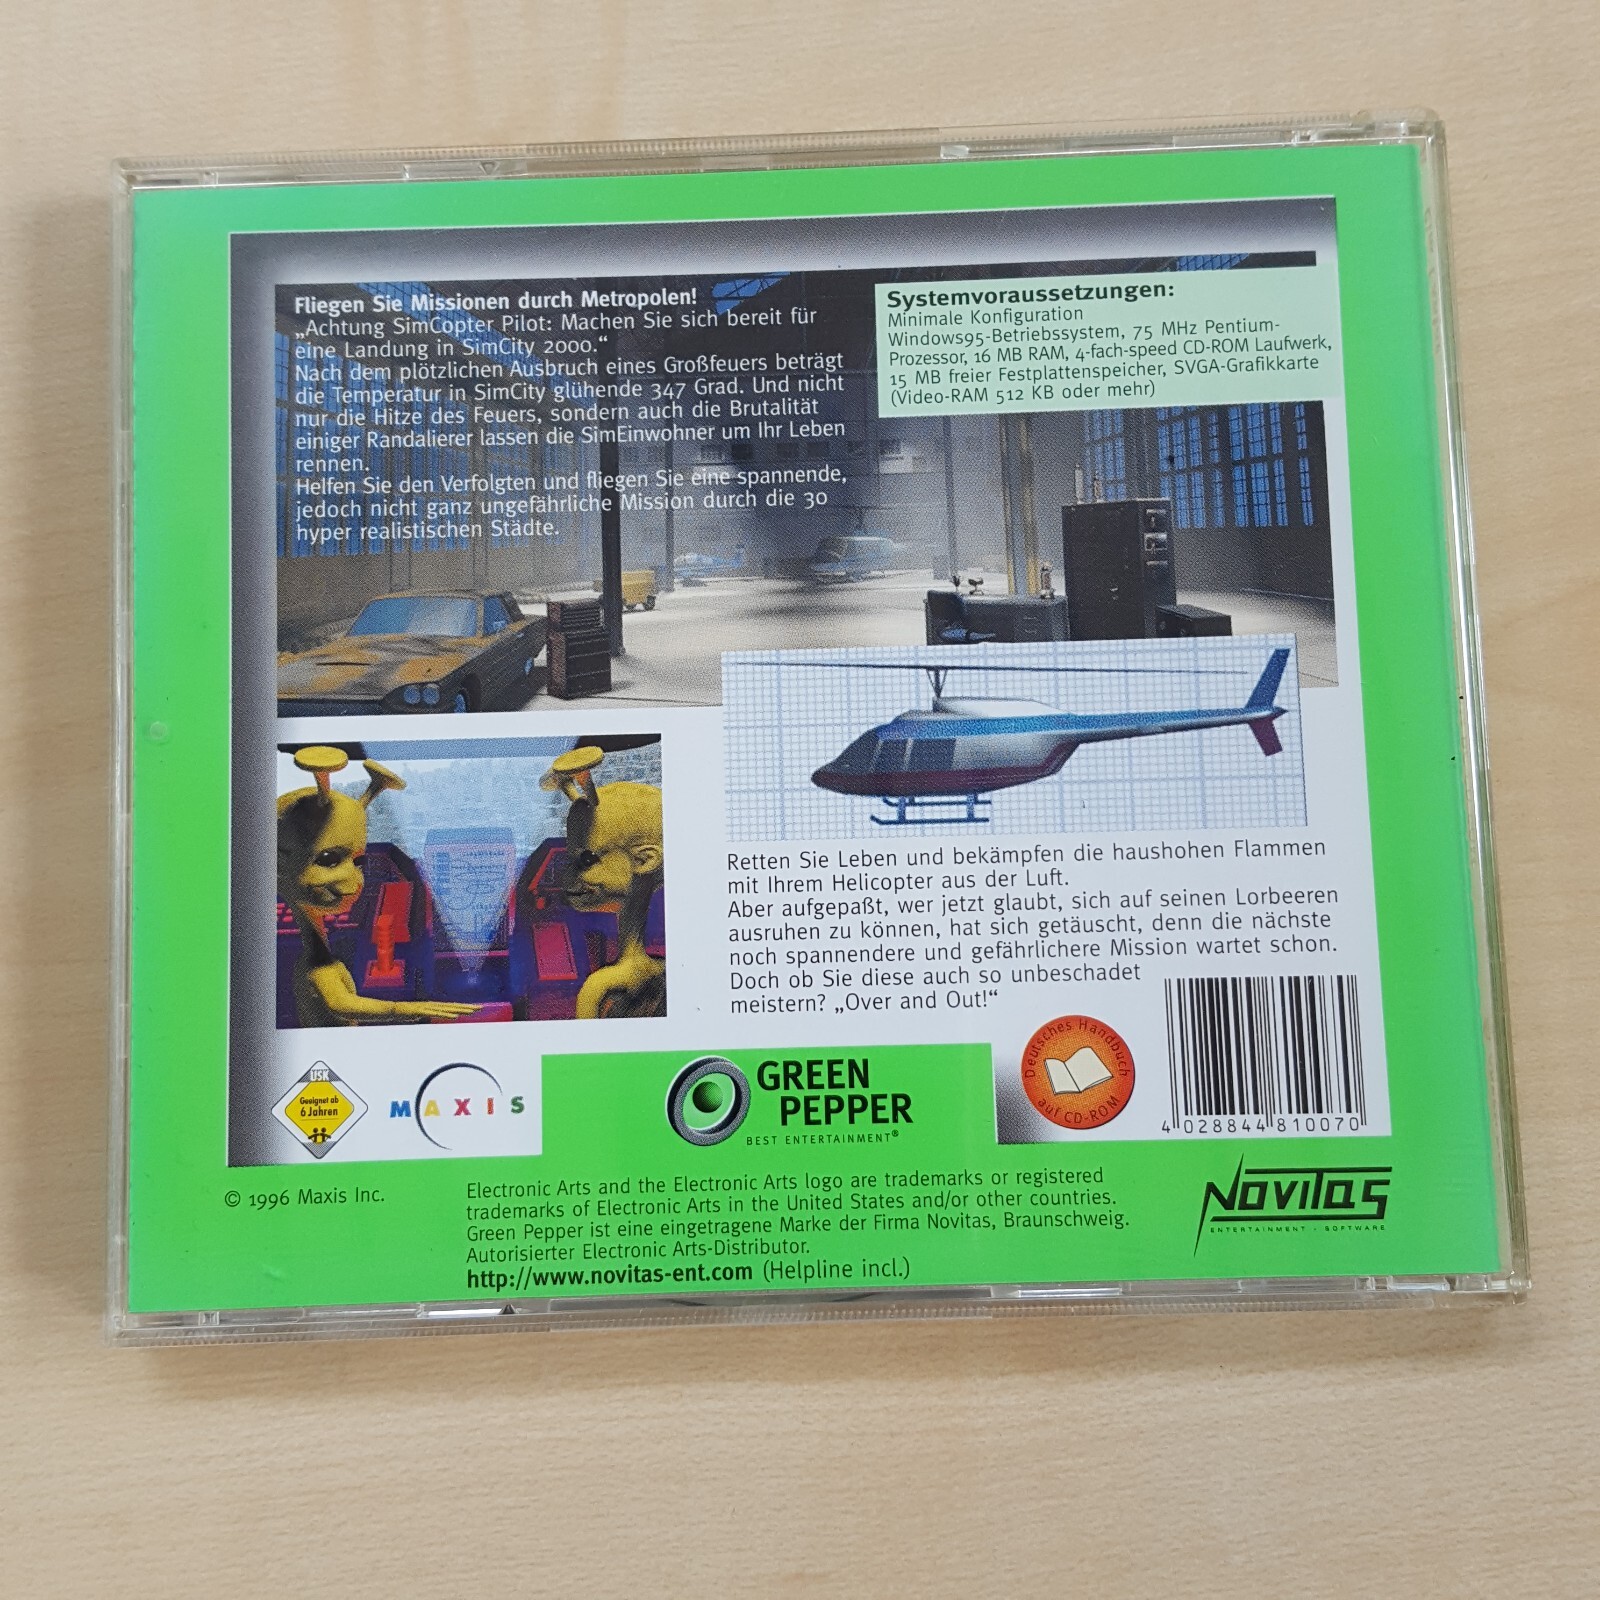 Fliegen Sie Missionen durch Metropolen!
„Achtung SimCopter Pilot: Machen Sie sich bereit für
eine Landung in SimCity 2000.“
Nach dem plötzlichen Ausbruch eines Großfeuers beträgt
die Temperatur in SimCity glühende 347 Grad. Und nicht
nur die Hitze des Feuers, sondern auch die Brutalität
einiger Randalierer lassen die SimEinwohner um Ihr Leben
rennen.
Helfen Sie den Verfolgten und fliegen Sie eine spannende,
jedoch nicht ganz ungefährliche Mission durch die 30
hyper realistischen Städte.
Systemvoraussetzungen:
Minimale Konfiguration
Windows95-Betriebssystem, 75 MHz Pentium-
Prozessor, 16 MB RAM, 4-fach-speed CD-ROM Laufwerk,
15 MB freier Festplattenspeicher, SVGA-Grafikkarte
(Video-RAM 512 KB oder mehr)
Retten Sie Leben und bekämpfen die haushohen Flammen
mit Ihrem Helicopter aus der Luft.
Aber aufgepaßt, wer jetzt glaubt, sich auf seinen Lorbeeren
ausruhen zu können, hat sich getäuscht, denn die nächste
noch spannendere und gefährlichere Mission wartet schon.
Doch ob Sie diese auch so unbeschadet
meistern? „Over and Out!“
USK
Geeignet ab
6 Jahren
MAXIS
GREEN
PEPPER
BEST ENTERTAINMENT®
Deutsches Handbuch
auf CD-ROM
4 028844 810070
© 1996 Maxis Inc.
Electronic Arts and the Electronic Arts logo are trademarks or registered
trademarks of Electronic Arts in the United States and/or other countries.
Green Pepper ist eine eingetragene Marke der Firma Novitas, Braunschweig.
Autorisierter Electronic Arts-Distributor.
http://www.novitas-ent.com (Helpline incl.)
NOVITAS
ENTERTAINMENT - SOFTWARE